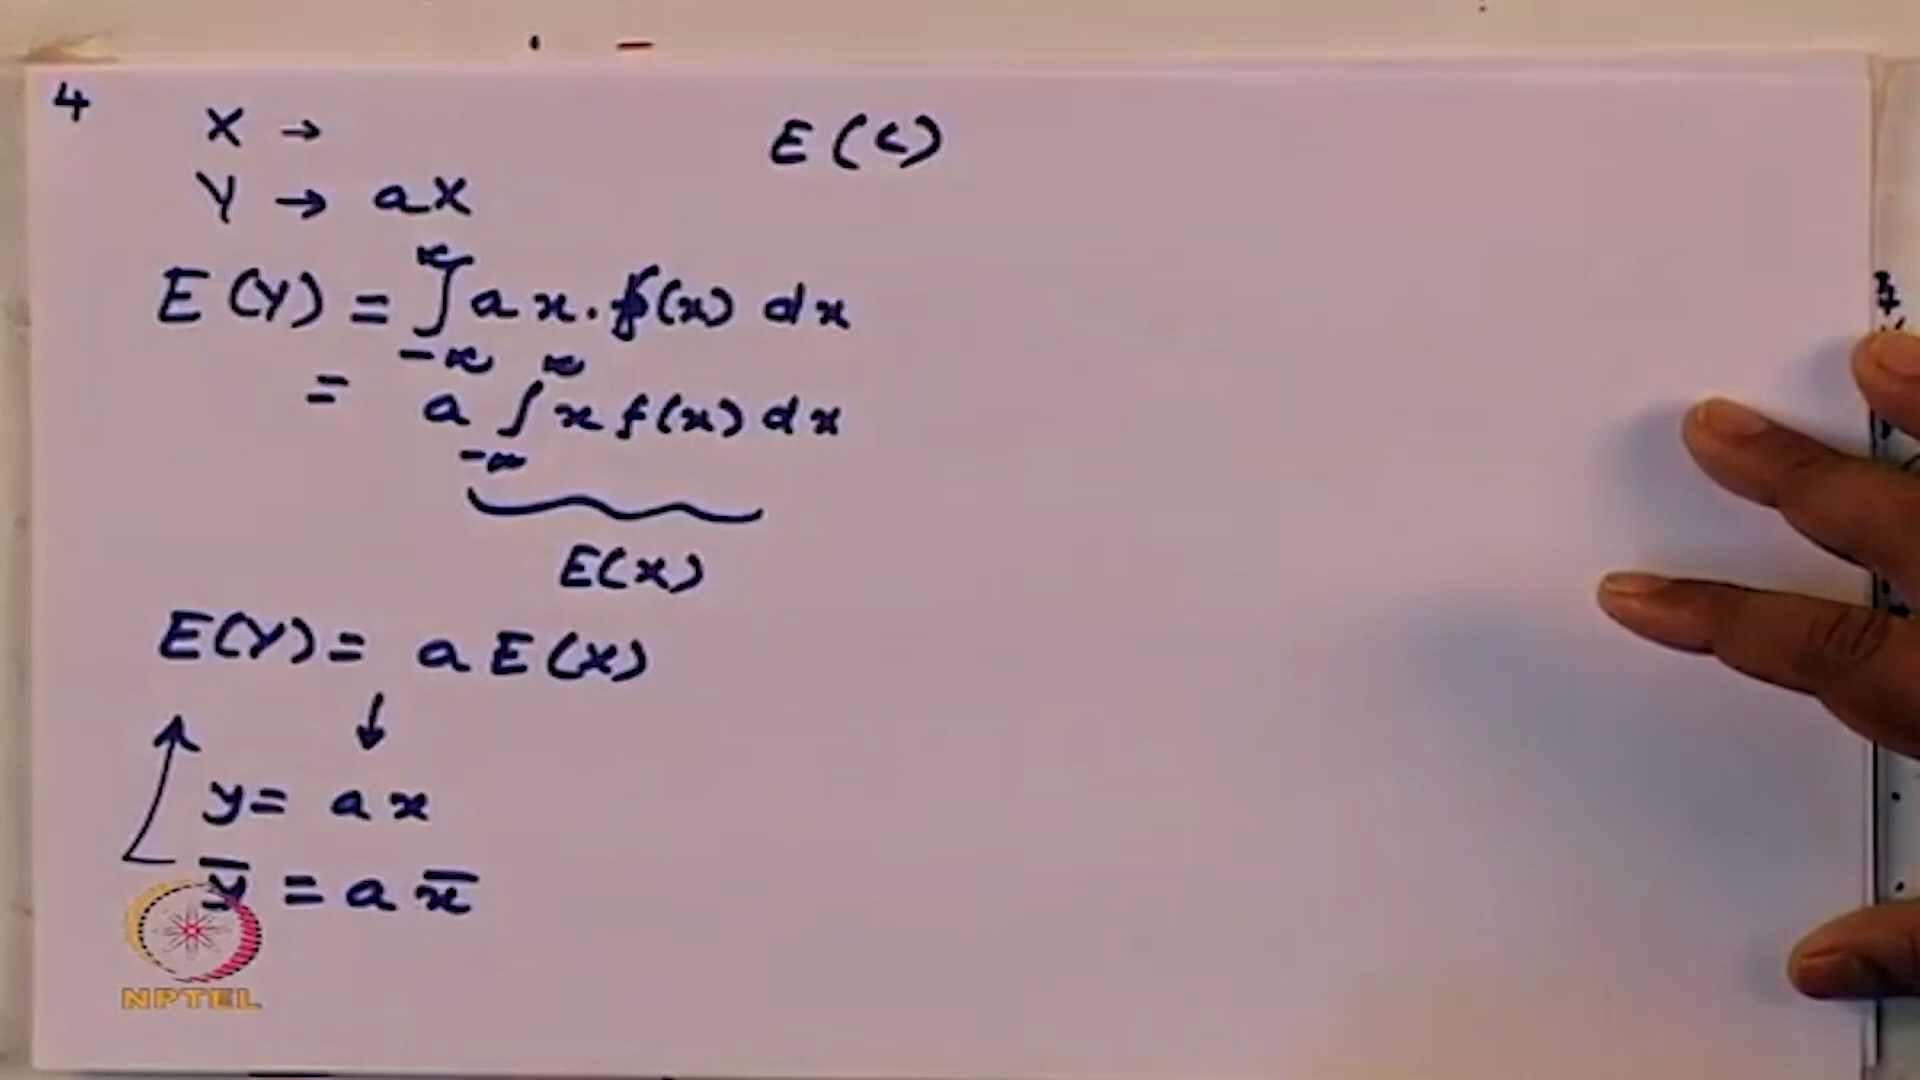 4
X →
Y → aX
E(Y) = ∫_{-∞}^{∞} a x . f(x) dx
= a ∫_{-∞}^{∞} x f(x) dx
E(X)
E(Y) = a E(X)
↓
y = a x
y̅ = a x̅
E(C)
NPTEL